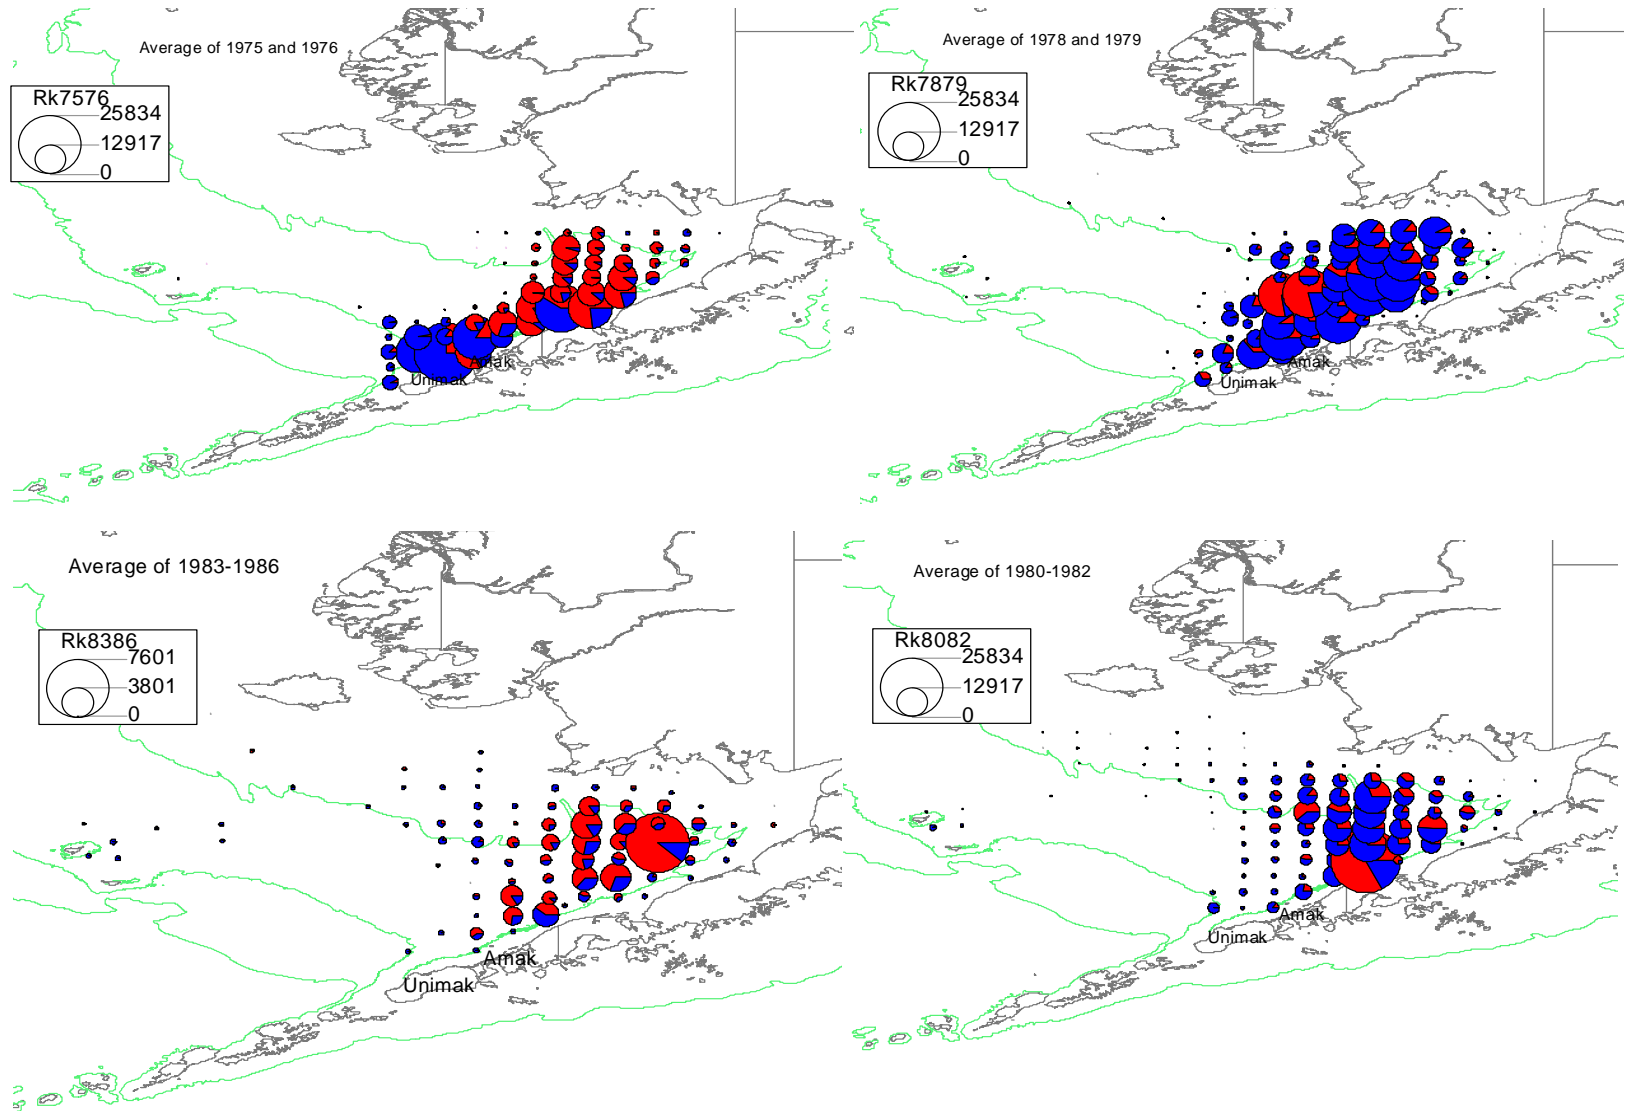 Average of 1975 and 1976
Rk7576
25834
12917
0
Amak
Unimak
Average of 1978 and 1979
Rk7879
25834
12917
0
Amak
Unimak
Average of 1983-1986
Rk8386
7601
3801
0
Amak
Unimak
Average of 1980-1982
Rk8082
25834
12917
0
Amak
Unimak